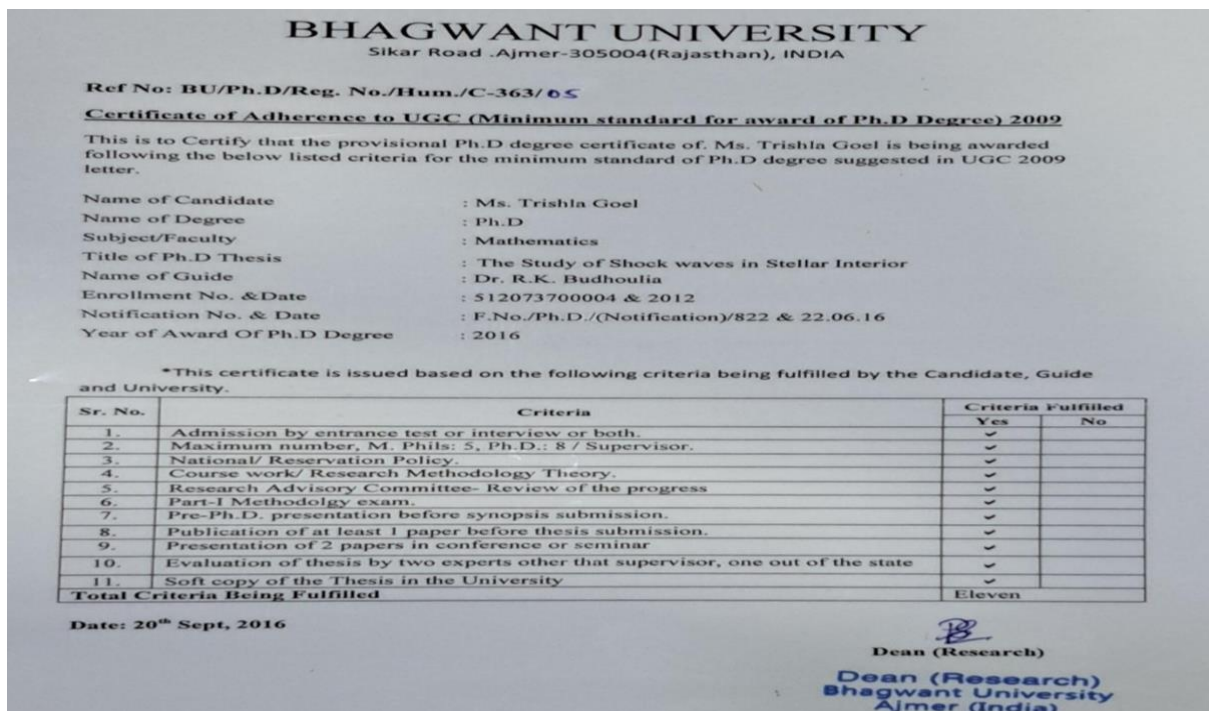 BHAGWANT UNIVERSITY
Sikar Road .Ajmer-305004(Rajasthan), INDIA
Ref No: BU/Ph.D/Reg. No./Hum./C-363/05
Certificate of Adherence to UGC (Minimum standard for award of Ph.D Degree) 2009
This is to Certify that the provisional Ph.D degree certificate of. Ms. Trishla Goel is being awarded
following the below listed criteria for the minimum standard of Ph.D degree suggested in UGC 2009
letter.
Name of Candidate : Ms. Trishla Goel
Name of Degree : Ph.D
Subject/Faculty : Mathematics
Title of Ph.D Thesis : The Study of Shock waves in Stellar Interior
Name of Guide : Dr. R.K. Budhoulia
Enrollment No. &Date : 512073700004 & 2012
Notification No. & Date : F.No./Ph.D./(Notification)/822 & 22.06.16
Year of Award Of Ph.D Degree : 2016
*This certificate is issued based on the following criteria being fulfilled by the Candidate, Guide
and University.
Sr. No. Criteria Criteria Fulfilled
Yes No
1. Admission by entrance test or interview or both. ✓
2. Maximum number, M. Phils: 5, Ph.D.: 8 / Supervisor. ✓
3. National/ Reservation Policy. ✓
4. Course work/ Research Methodology Theory. ✓
5. Research Advisory Committee- Review of the progress ✓
6. Part-I Methodolgy exam. ✓
7. Pre-Ph.D. presentation before synopsis submission. ✓
8. Publication of at least 1 paper before thesis submission. ✓
9. Presentation of 2 papers in conference or seminar ✓
10. Evaluation of thesis by two experts other that supervisor, one out of the state ✓
11. Soft copy of the Thesis in the University ✓
Total Criteria Being Fulfilled Eleven
Date: 20th Sept, 2016
Dean (Research)
Dean (Research)
Bhagwant University
Ajmer (India)